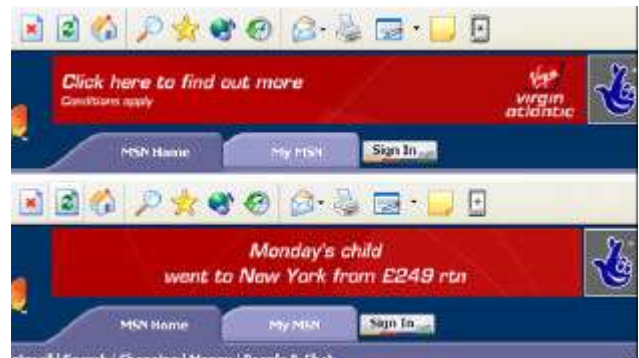 Click here to find out more
Conditions apply
Virgin
virgin
atlantic
MSN Home
My MSN
Sign In
Monday's child
went to New York from £249 rtn
MSN Home
My MSN
Sign In